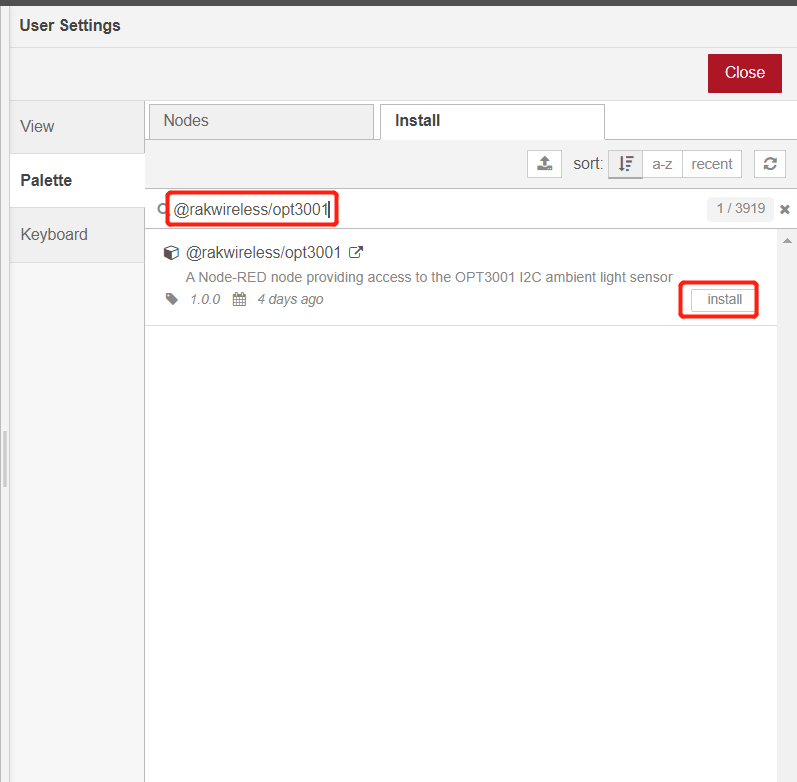 User Settings
Close
View
Palette
Keyboard
Nodes
Install
sort:
a-z
recent
@rakwireless/opt3001
1 / 3919
@rakwireless/opt3001
A Node-RED node providing access to the OPT3001 I2C ambient light sensor
1.0.0
4 days ago
install